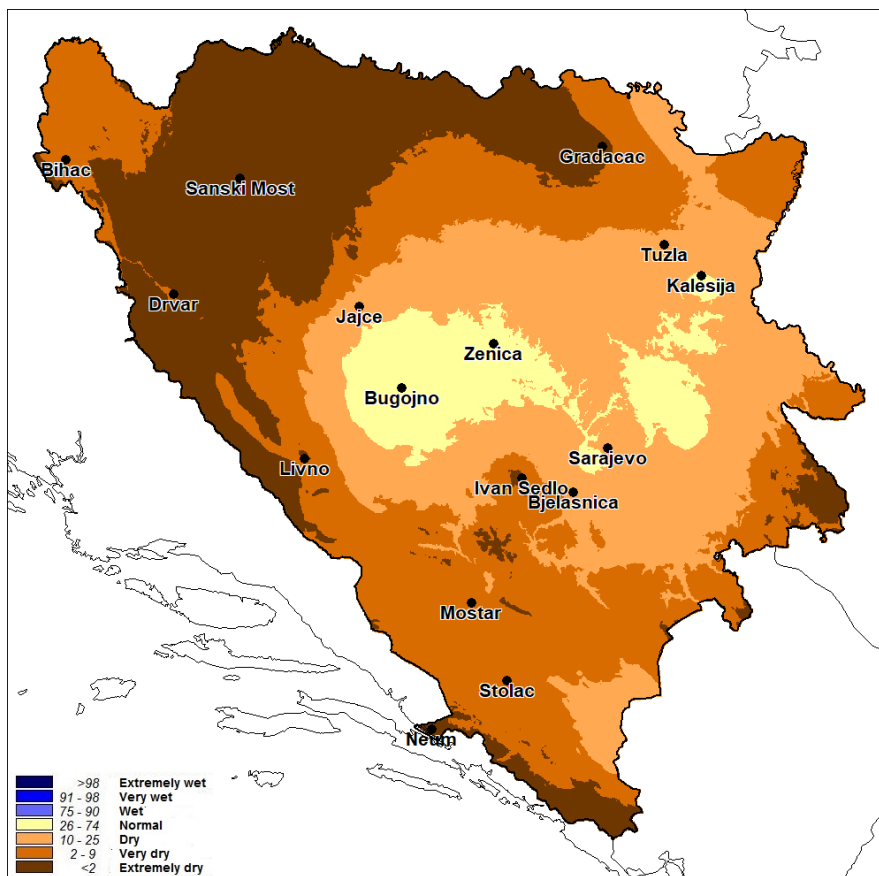 Gradacac
Bihac
Sanski Most
Tuzla
Kalesija
Drvar
Jajce
Zenica
Bugojno
Sarajevo
Livno
Ivan Sedlo
Bjelasnica
Mostar
Stolac
Neum
>98 Extremely wet
91 - 98 Very wet
75 - 90 Wet
26 - 74 Normal
10 - 25 Dry
2 - 9 Very dry
<2 Extremely dry